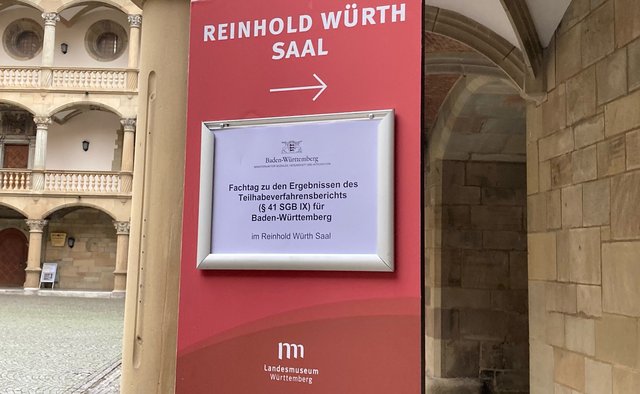 REINHOLD WÜRTH
SAAL
Baden-Württemberg
Fachtag zu den Ergebnissen des
Teilhabeverfahrensberichts
(§ 41 SGB IX) für
Baden-Württemberg
im Reinhold Würth Saal
Landesmuseum
Württemberg